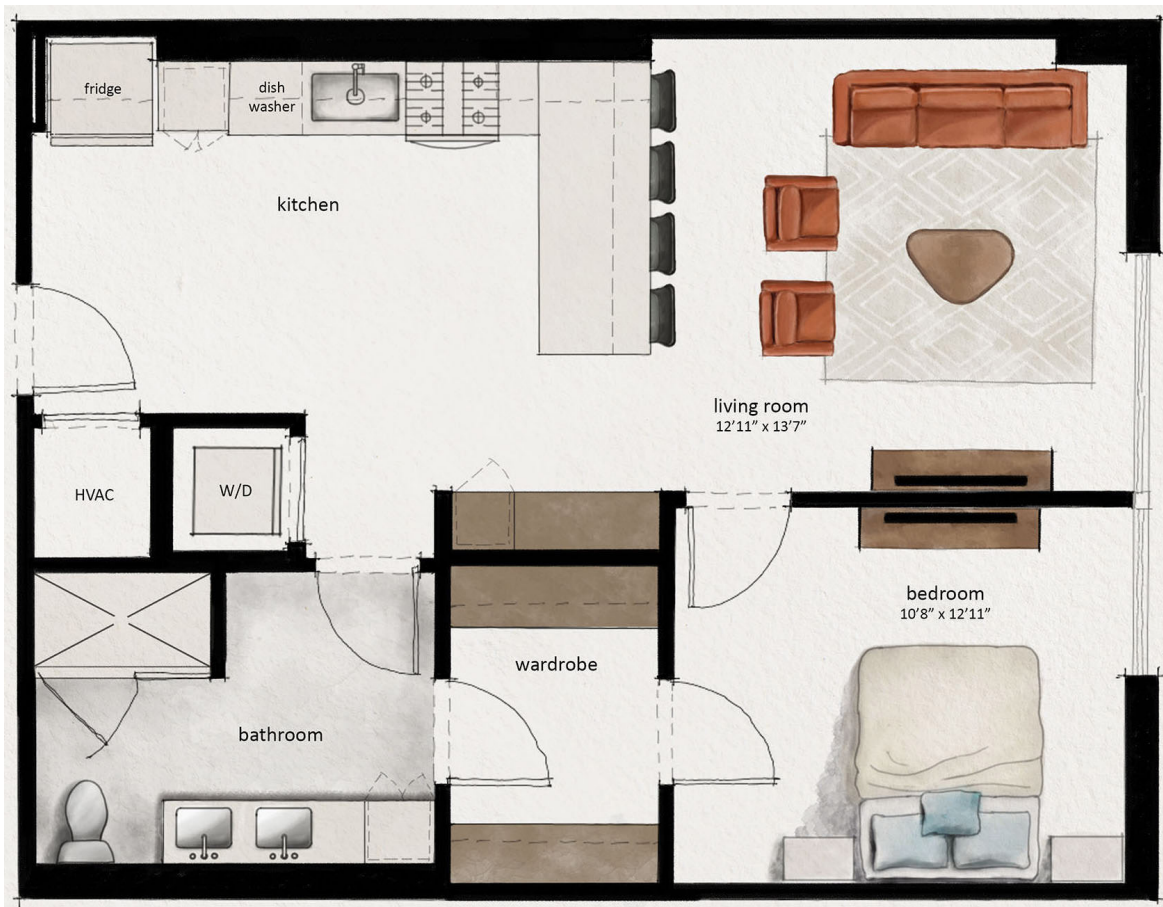 fridge
dish
washer
kitchen
living room
12’11” x 13’7”
HVAC
W/D
bedroom
10’8” x 12’11”
wardrobe
bathroom